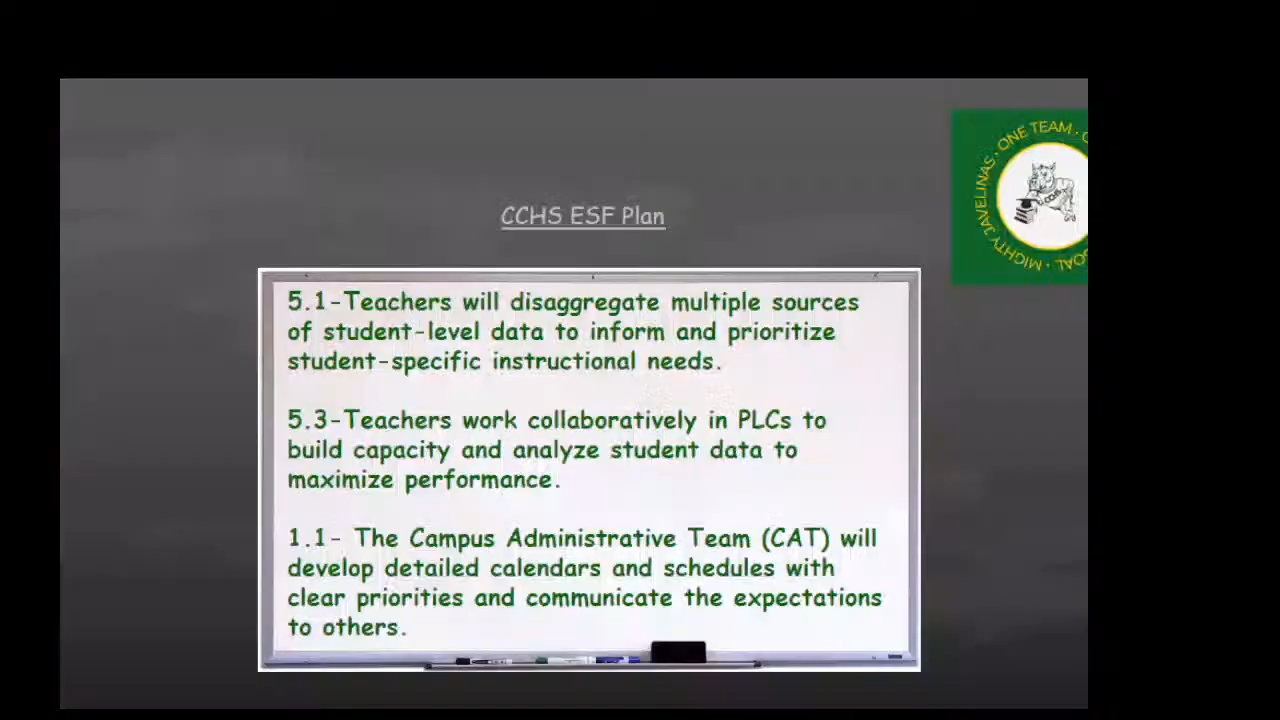 CCHS ESF Plan
MIGHTY JAVELINAS · ONE TEAM ·
5.1-Teachers will disaggregate multiple sources
of student-level data to inform and prioritize
student-specific instructional needs.
5.3-Teachers work collaboratively in PLCs to
build capacity and analyze student data to
maximize performance.
1.1- The Campus Administrative Team (CAT) will
develop detailed calendars and schedules with
clear priorities and communicate the expectations
to others.